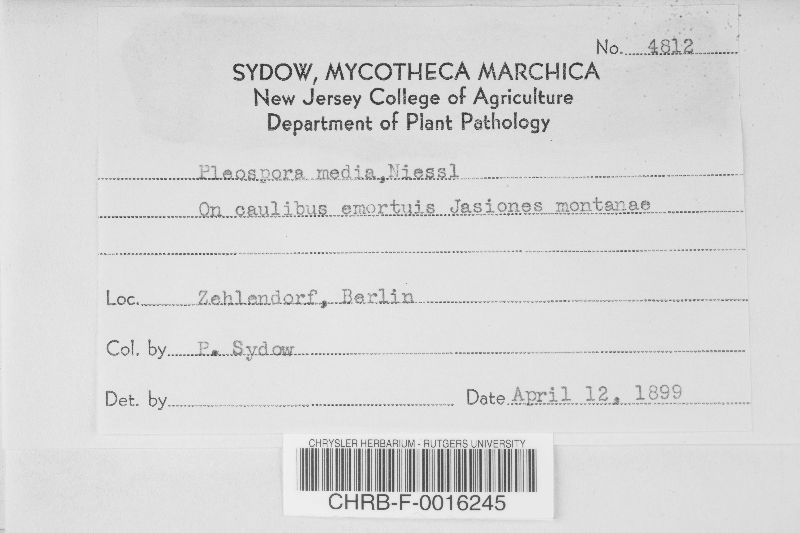 No. 4812
SYDOW, MYCOTHECA MARCHICA
New Jersey College of Agriculture
Department of Plant Pathology
Pleospora media,Niessl
On caulibus emortuis Jasiones montanae
Loc. Zehlendorf, Berlin
Col. by P. Sydow
Det. by
Date April 12, 1899
CHRYSLER HERBARIUM - RUTGERS UNIVERSITY
CHRB-F-0016245